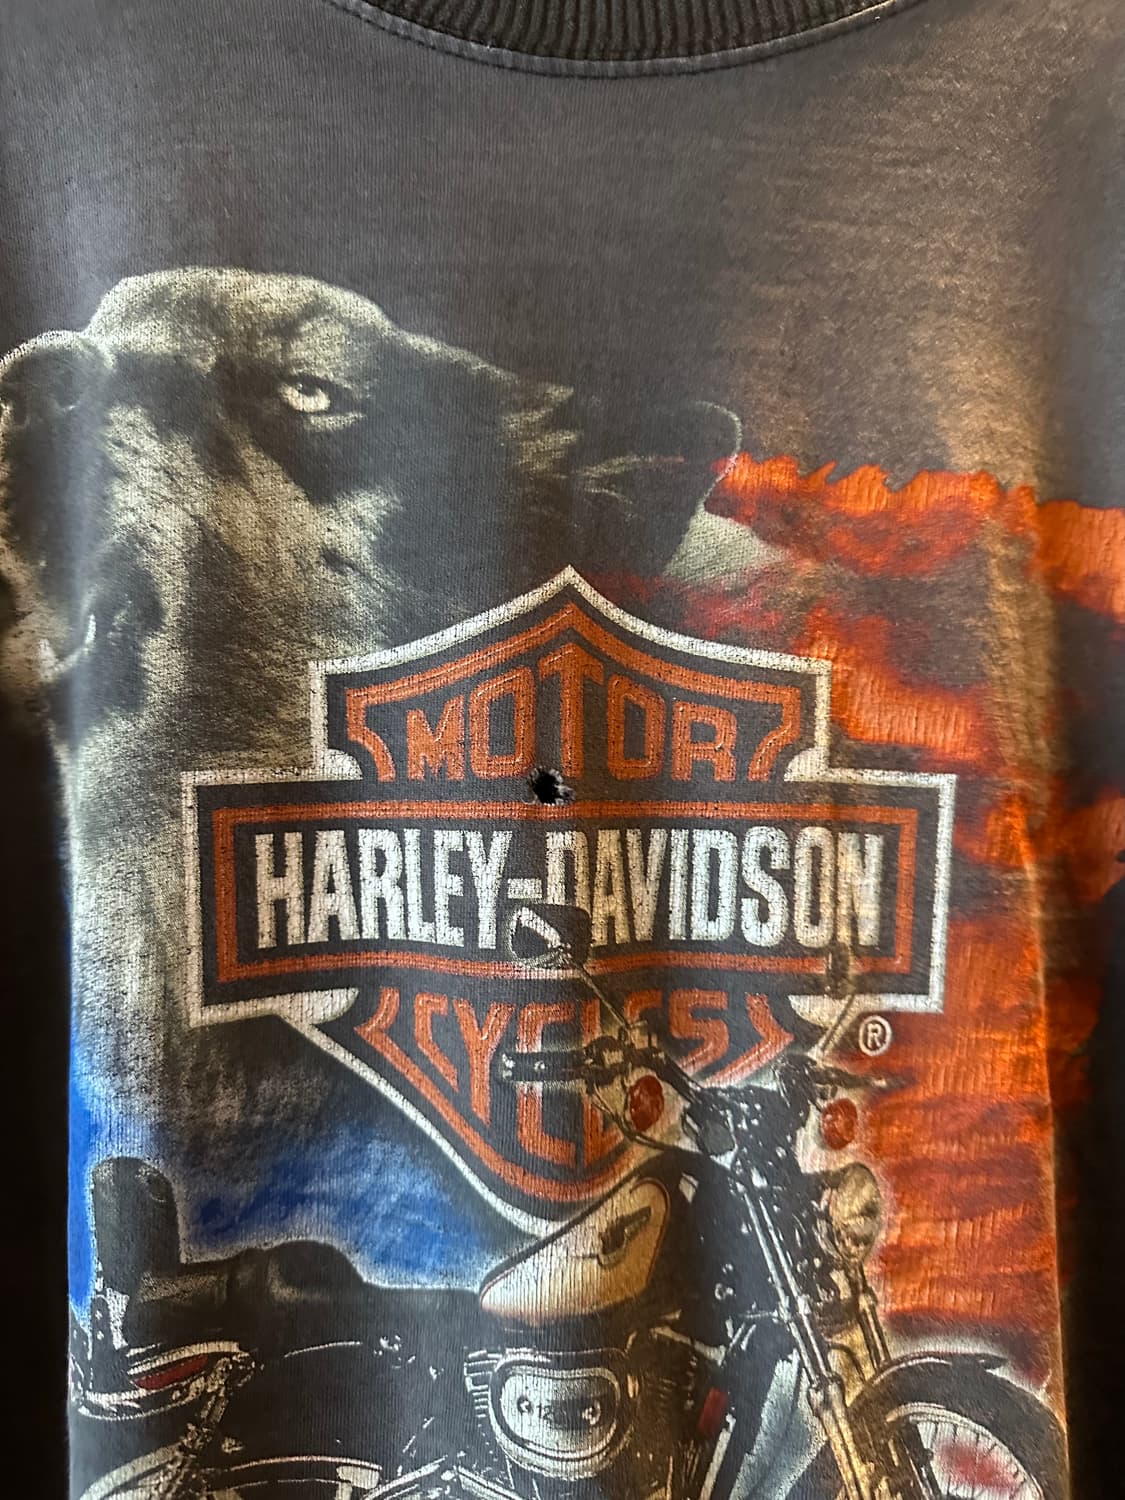 MOTOR
HARLEY-DAVIDSON
CYCLES
®